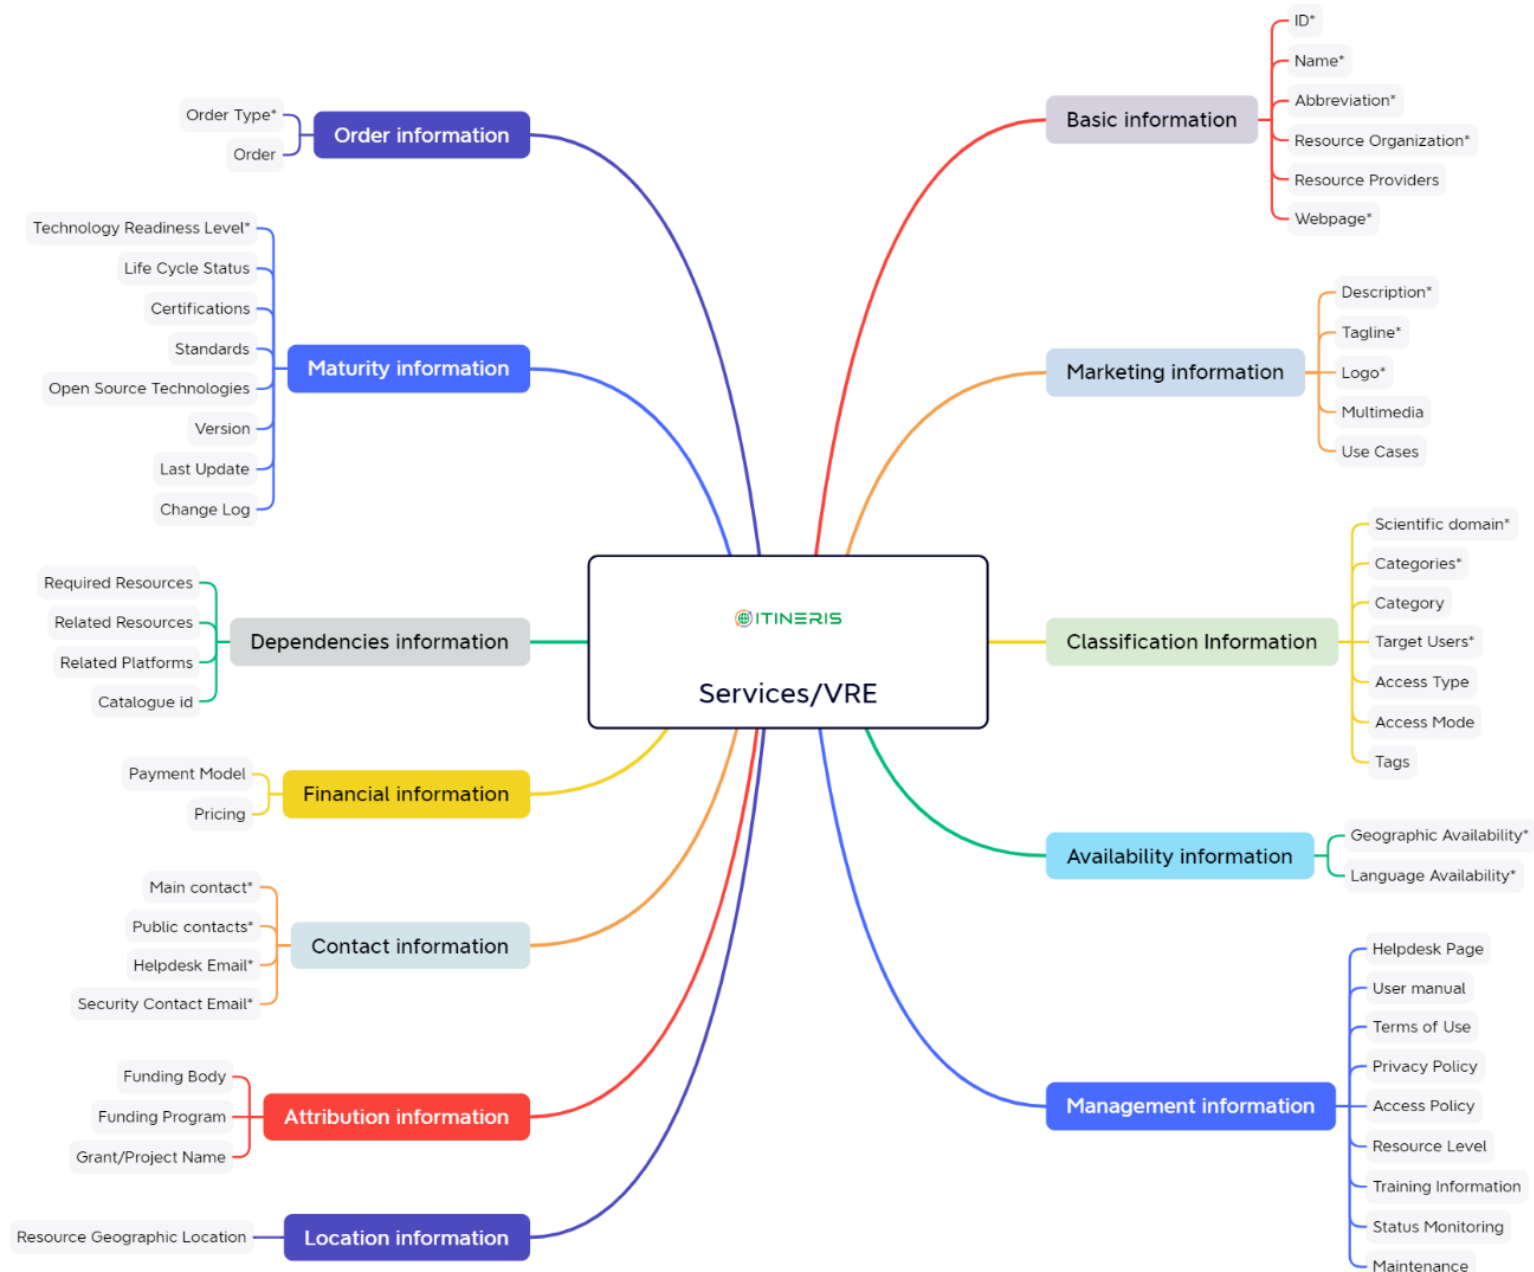 ITINERIS
Services/VRE
Basic information
ID*
Name*
Abbreviation*
Resource Organization*
Resource Providers
Webpage*
Marketing information
Description*
Tagline*
Logo*
Multimedia
Use Cases
Classification Information
Scientific domain*
Categories*
Category
Target Users*
Access Type
Access Mode
Tags
Availability information
Geographic Availability*
Language Availability*
Management information
Helpdesk Page
User manual
Terms of Use
Privacy Policy
Access Policy
Resource Level
Training Information
Status Monitoring
Maintenance
Order information
Order Type*
Order
Maturity information
Technology Readiness Level*
Life Cycle Status
Certifications
Standards
Open Source Technologies
Version
Last Update
Change Log
Dependencies information
Required Resources
Related Resources
Related Platforms
Catalogue id
Financial information
Payment Model
Pricing
Contact information
Main contact*
Public contacts*
Helpdesk Email*
Security Contact Email*
Attribution information
Funding Body
Funding Program
Grant/Project Name
Location information
Resource Geographic Location